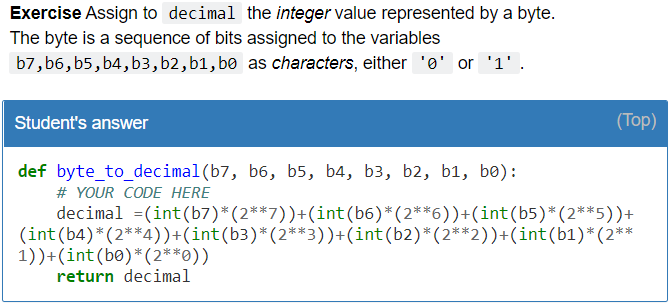 Exercise Assign to decimal the integer value represented by a byte.
The byte is a sequence of bits assigned to the variables
b7,b6,b5,b4,b3,b2,b1,b0 as characters, either '0' or '1' .
Student's answer (Top)
def byte_to_decimal(b7, b6, b5, b4, b3, b2, b1, b0):
    # YOUR CODE HERE
    decimal =(int(b7)*(2**7))+(int(b6)*(2**6))+(int(b5)*(2**5))+
(int(b4)*(2**4))+(int(b3)*(2**3))+(int(b2)*(2**2))+(int(b1)*(2**
1))+(int(b0)*(2**0))
    return decimal